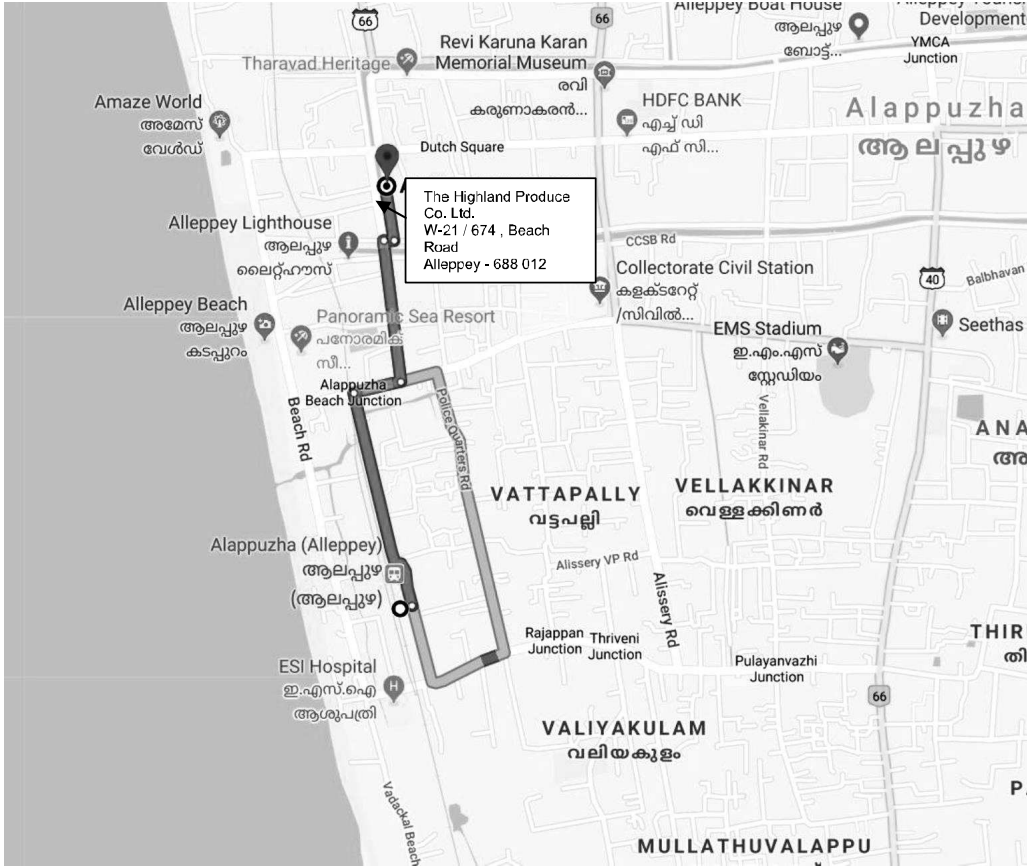 66
66
Alleppey Boat House
ആലപ്പുഴ
ബോട്ട്...
Development
YMCA
Junction
Revi Karuna Karan
Memorial Museum
രവി
കരുണാകരൻ...
Tharavad Heritage
Amaze World
അമേസ്
വേൾഡ്
HDFC BANK
എച്ച് ഡി
എഫ് സി...
Alappuzha
ആലപ്പുഴ
Dutch Square
The Highland Produce
Co. Ltd.
W-21 / 674 , Beach
Road
Alleppey - 688 012
Alleppey Lighthouse
ആലപ്പുഴ
ലൈറ്റ്ഹൗസ്
CCSB Rd
Collectorate Civil Station
കളക്ടറേറ്റ്
/സിവിൽ...
40
Balbhavan
Alleppey Beach
ആലപ്പുഴ
കടപ്പുറം
Panoramic Sea Resort
പനോരമിക്
സീ...
EMS Stadium
ഇ.എം.എസ്
സ്റ്റേഡിയം
Seethas
Alappuzha
Beach Junction
Beach Rd
Police Quarters Rd
Vellakinar Rd
ANA
VATTAPALLY
വട്ടപല്ലി
VELLAKKINAR
വെള്ളക്കിണർ
Alappuzha (Alleppey)
ആലപ്പുഴ
(ആലപ്പുഴ)
Alissery VP Rd
Alissery Rd
Rajappan
Junction
Thriveni
Junction
Pulayanvazhi
Junction
THIR
തി
ESI Hospital
H
ഇ.എസ്.ഐ
ആശുപത്രി
66
VALIYAKULAM
വലിയകുളം
Vadackal Beach
MULLATHUVALAPPU